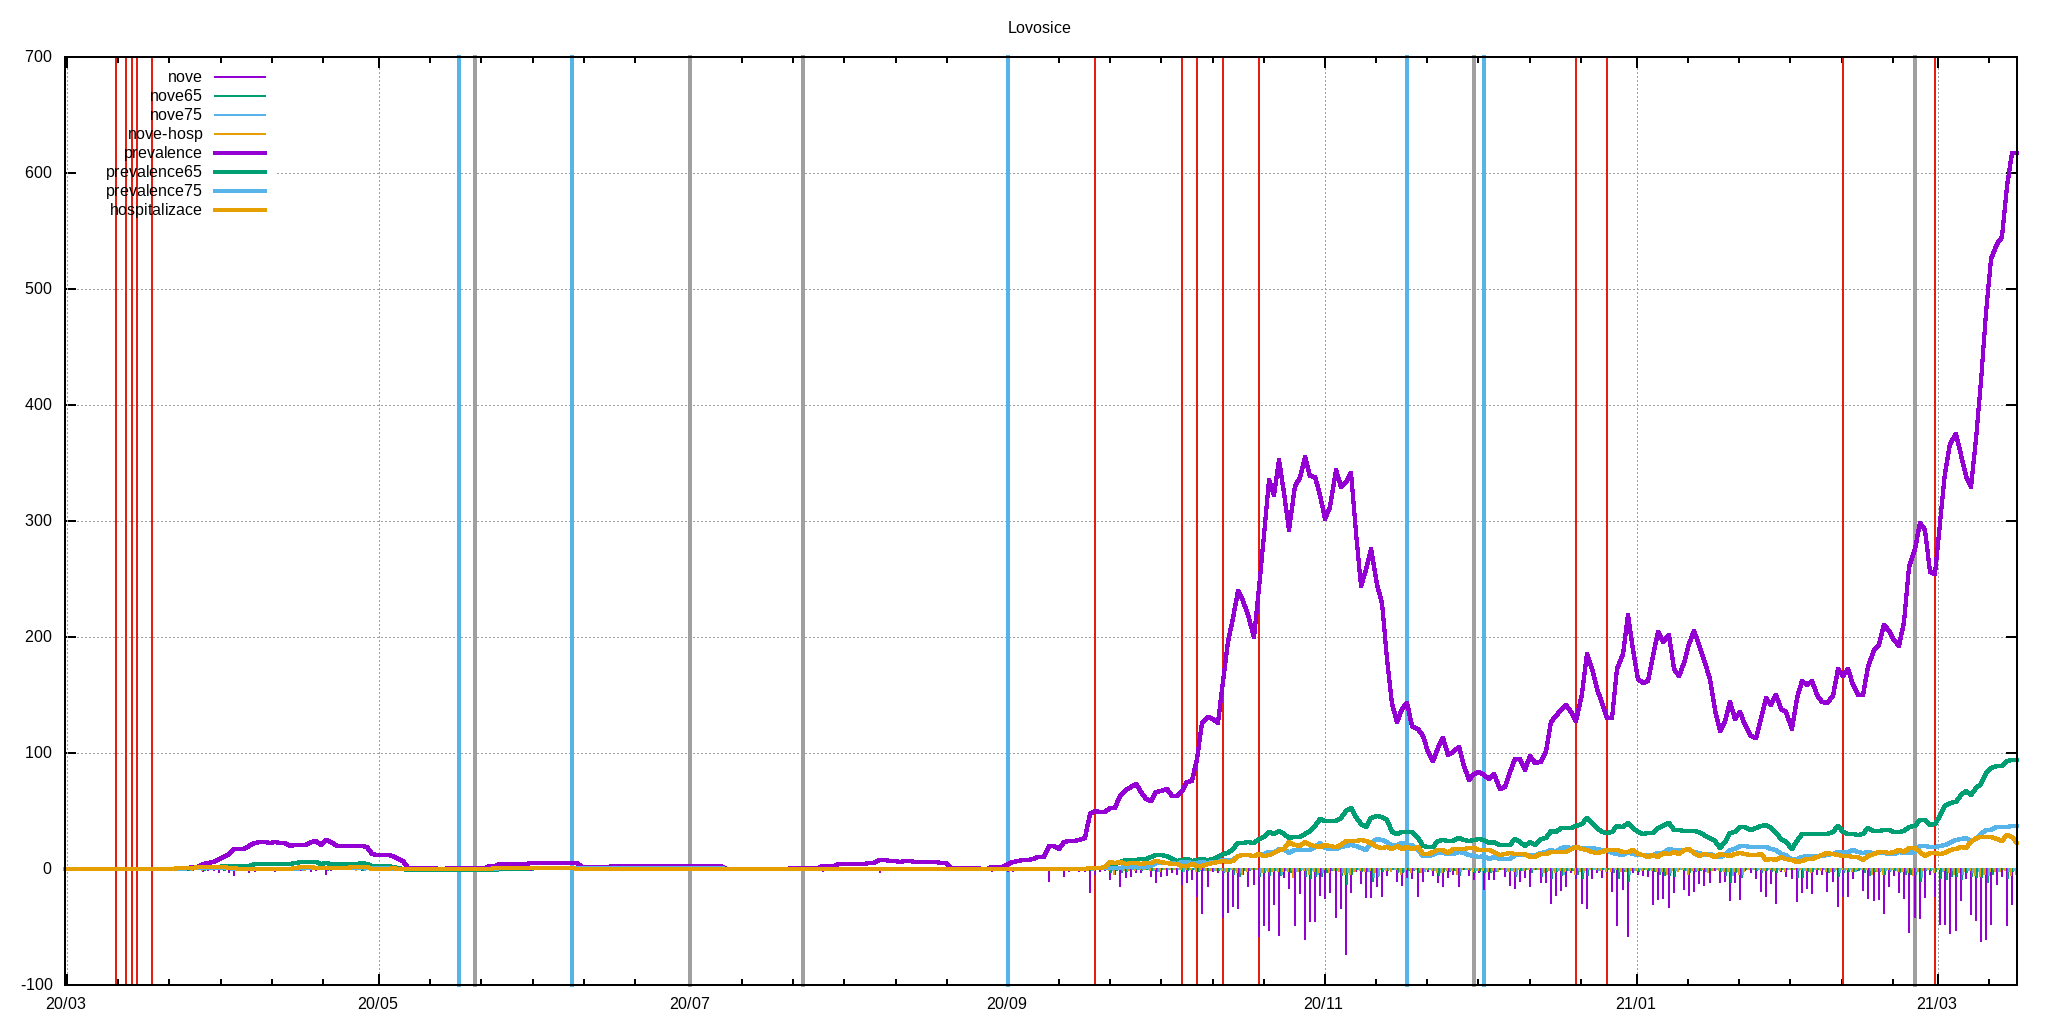 Lovosice
700
600
500
400
300
200
100
0
-100
nove
nove65
nove75
nove-hosp
prevalence
prevalence65
prevalence75
hospitalizace
20/03 20/05 20/07 20/09 20/11 21/01 21/03